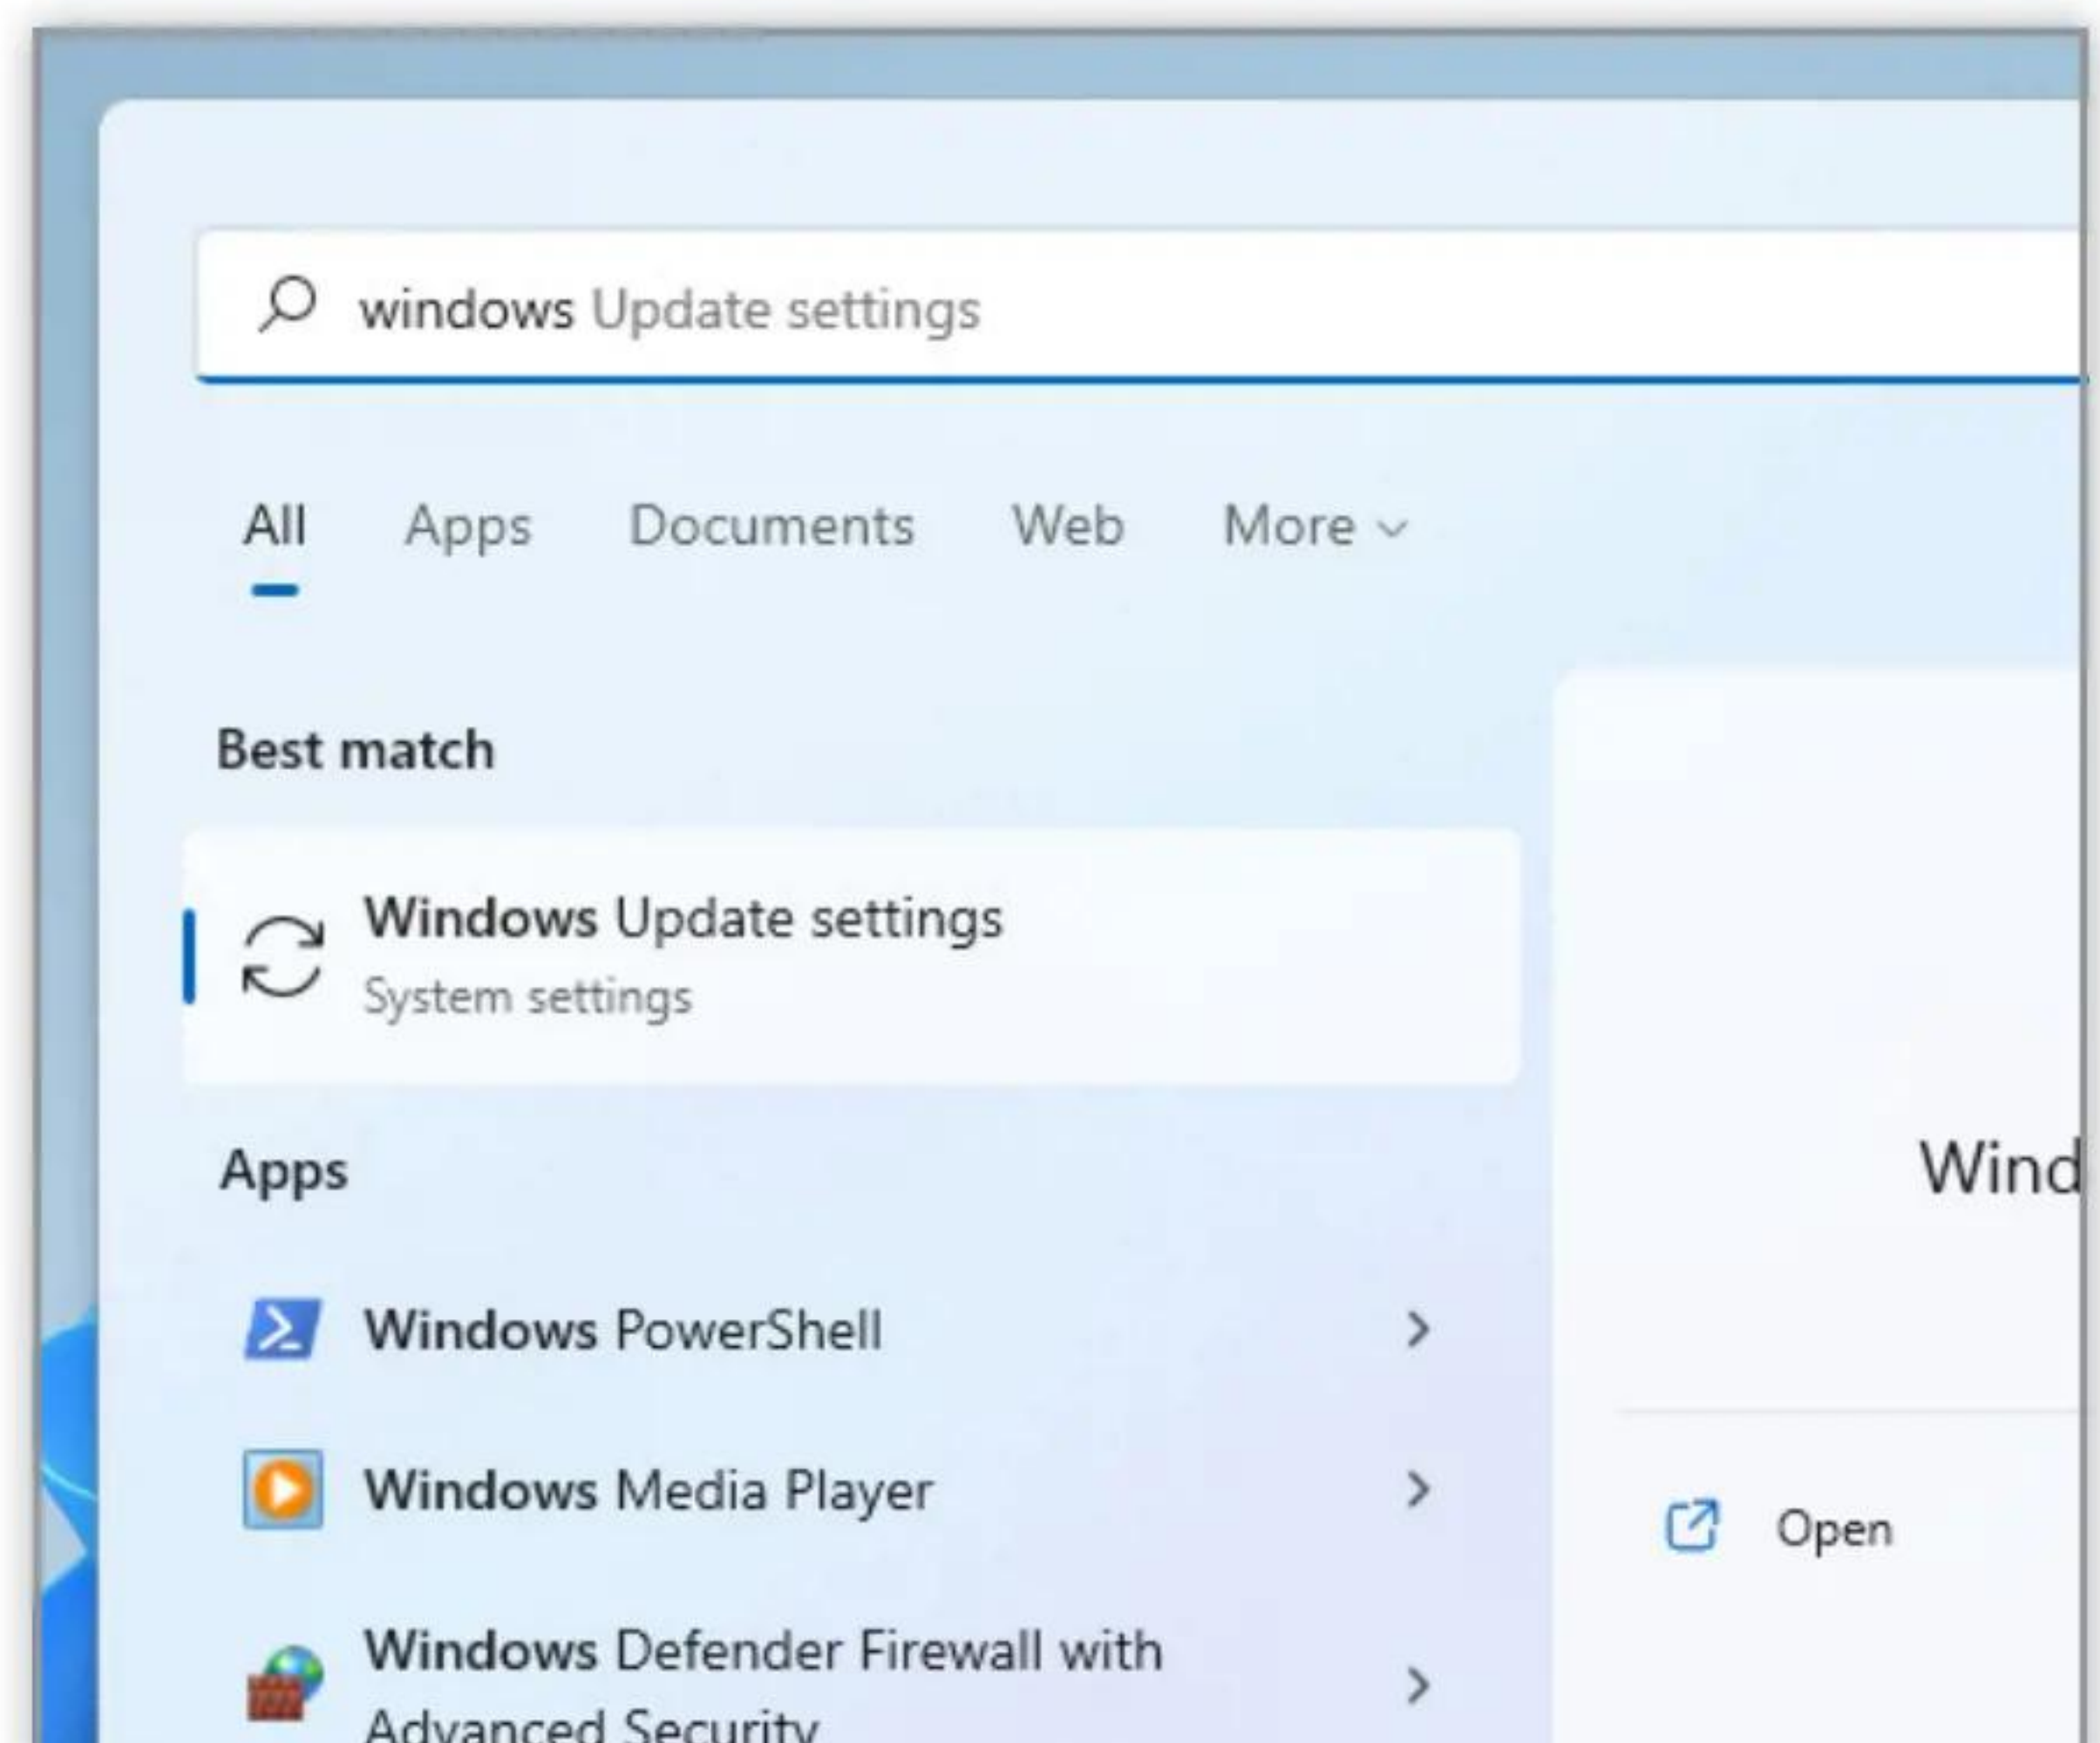 windows Update settings
All Apps Documents Web More
Best match
Windows Update settings
System settings
Apps
Windows PowerShell
Windows Media Player
Windows Defender Firewall with
Advanced Security
Wind
Open